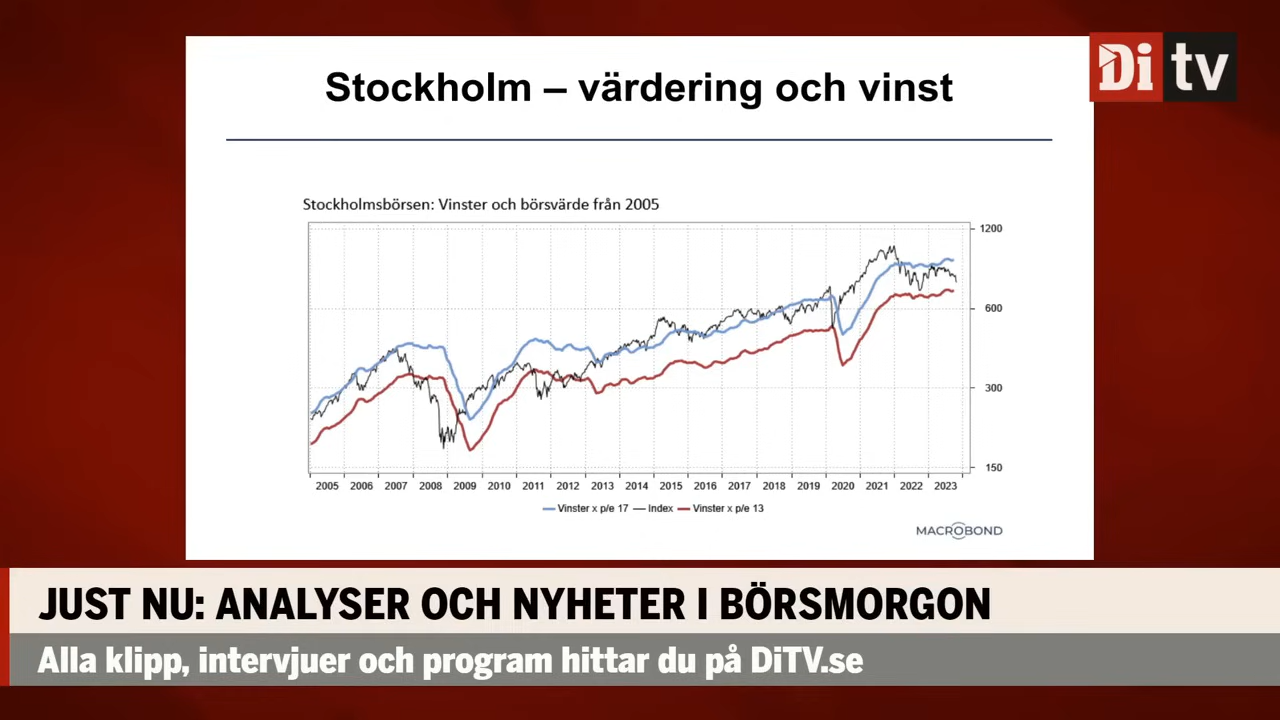 Di tv
Stockholm – värdering och vinst
Stockholmsbörsen: Vinster och börsvärde från 2005
1200
600
300
150
2005 2006 2007 2008 2009 2010 2011 2012 2013 2014 2015 2016 2017 2018 2019 2020 2021 2022 2023
Vinster x p/e 17 Index Vinster x p/e 13
MACROBOND
JUST NU: ANALYSER OCH NYHETER I BÖRSMORGON
Alla klipp, intervjuer och program hittar du på DiTV.se